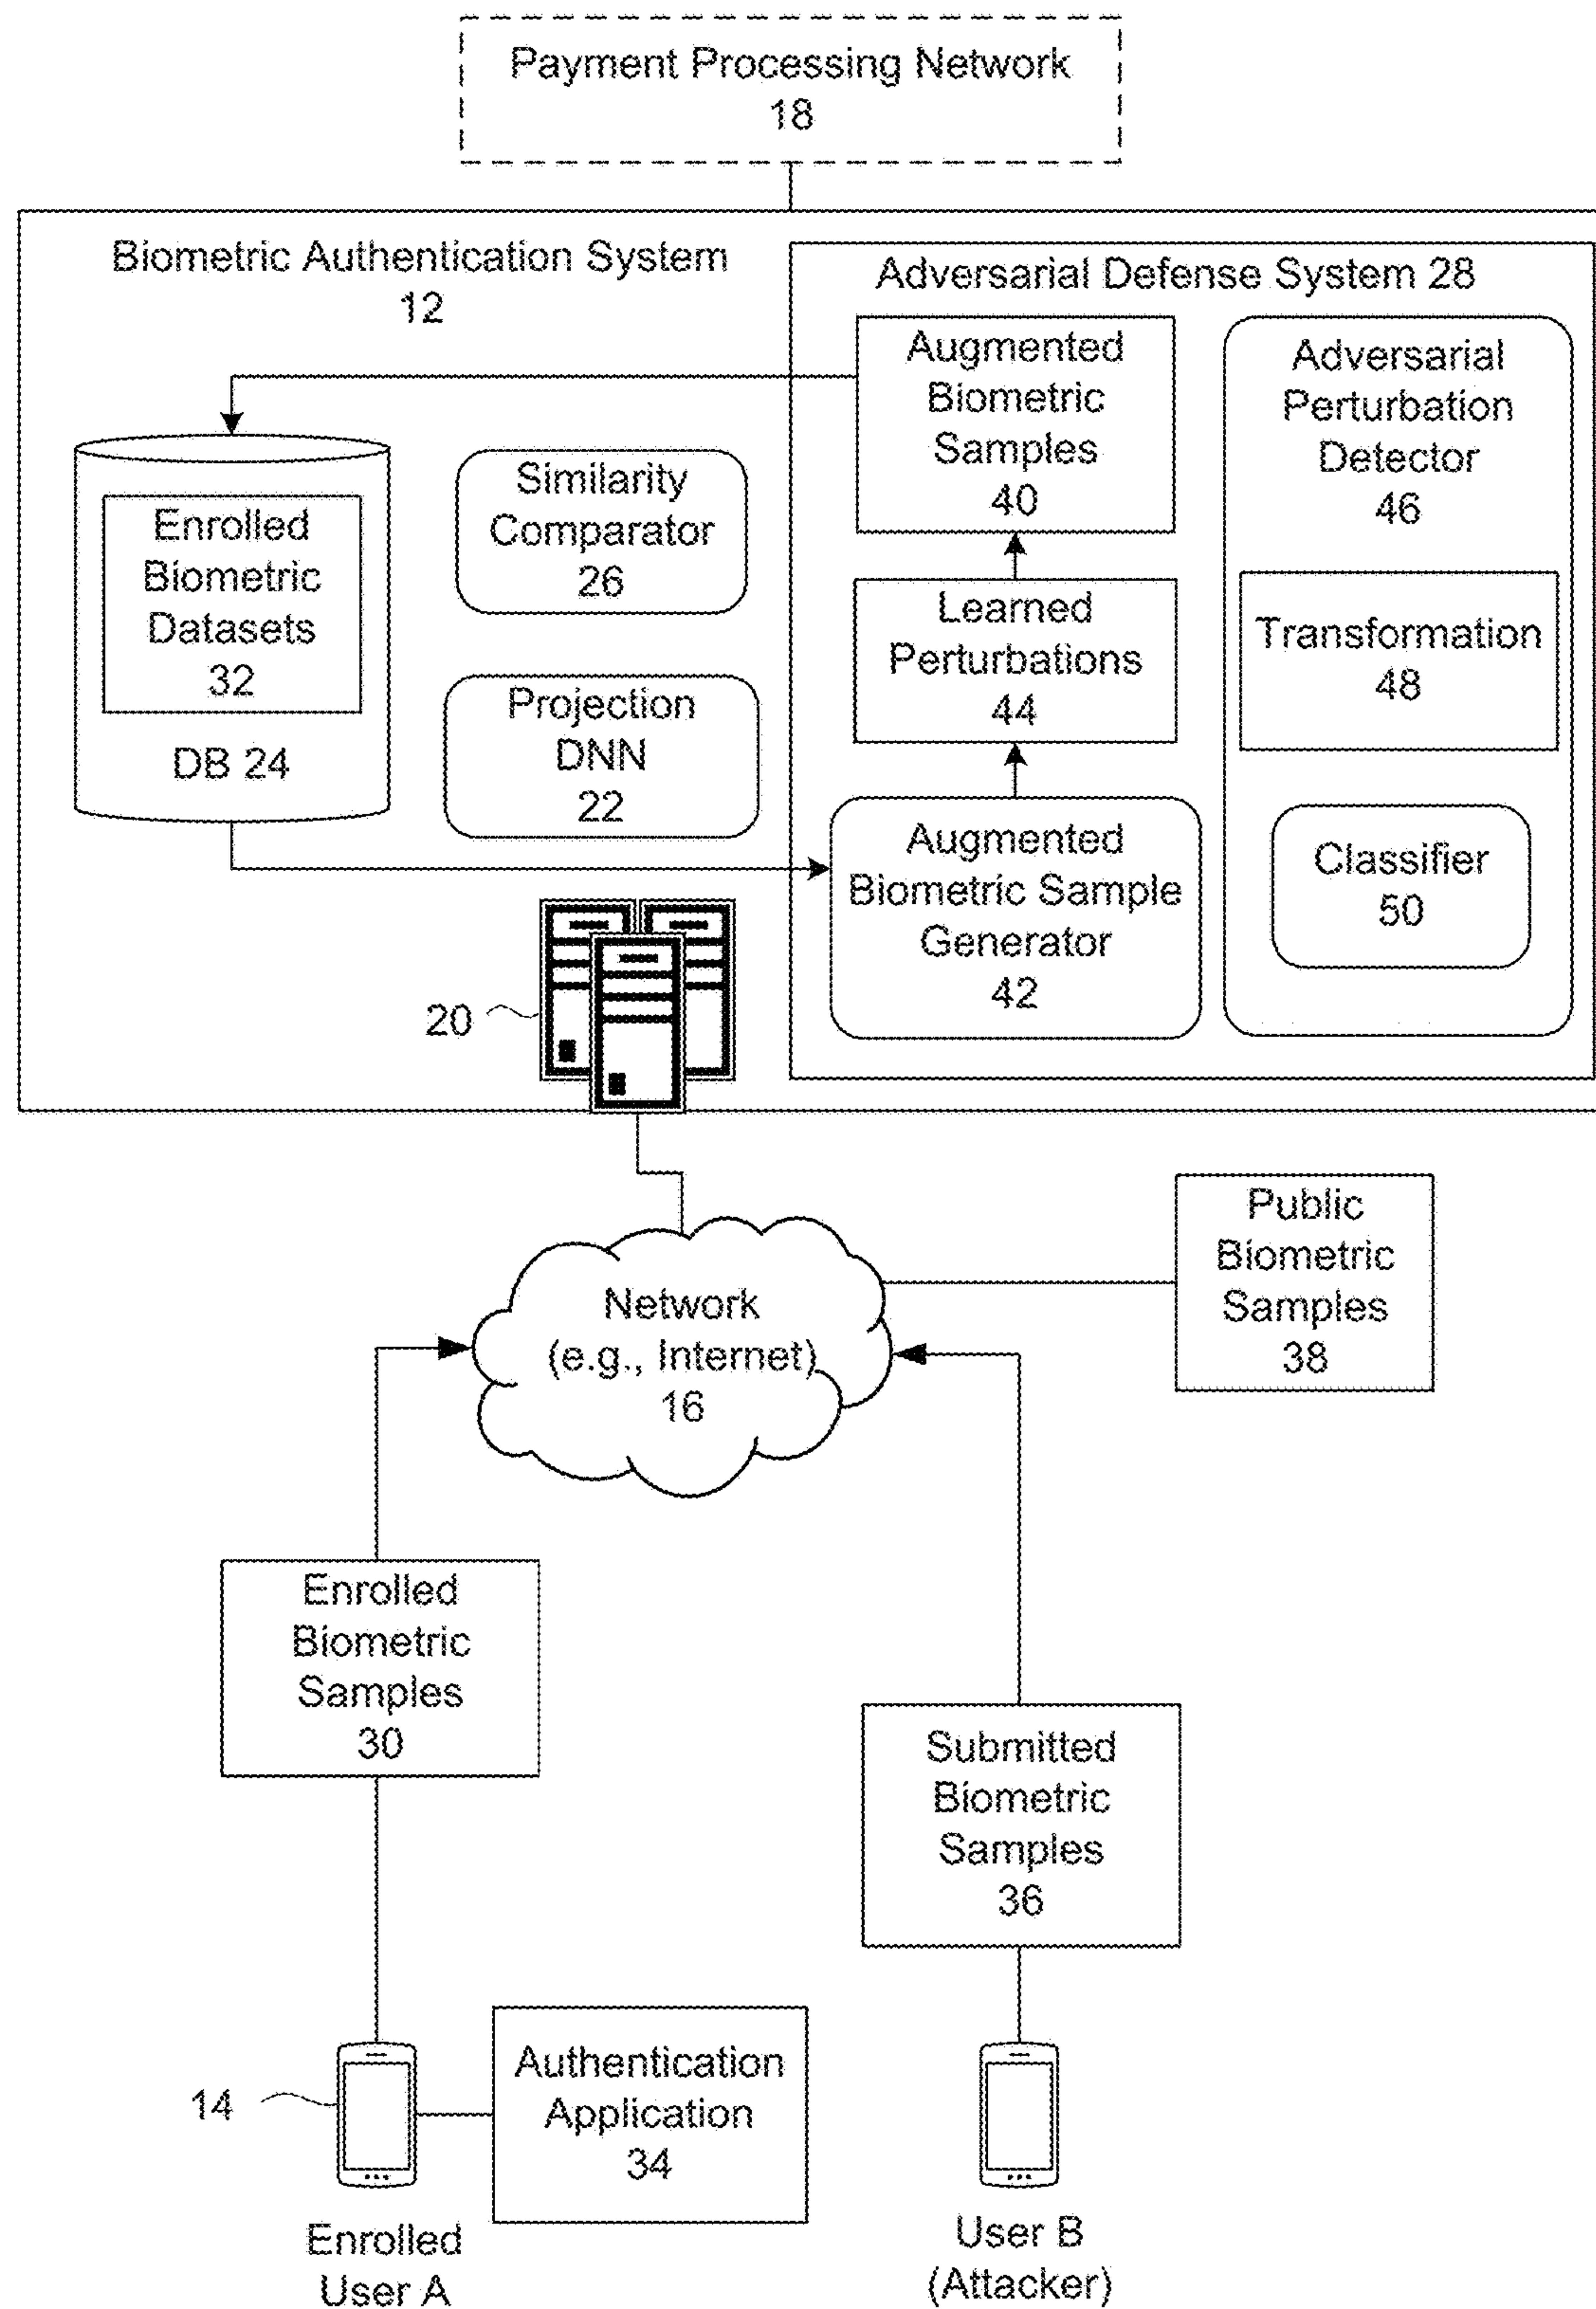 Payment Processing Network
18
Biometric Authentication System
12
Adversarial Defense System 28
Augmented
Biometric
Samples
40
Adversarial
Perturbation
Detector
46
Similarity
Comparator
26
Enrolled
Biometric
Datasets
32
DB 24
Learned
Perturbations
44
Transformation
48
Projection
DNN
22
Augmented
Biometric Sample
Generator
42
Classifier
50
20
Public
Biometric
Samples
38
Network
(e.g., Internet)
16
Enrolled
Biometric
Samples
30
Submitted
Biometric
Samples
36
14
Authentication
Application
34
Enrolled
User A
User B
(Attacker)